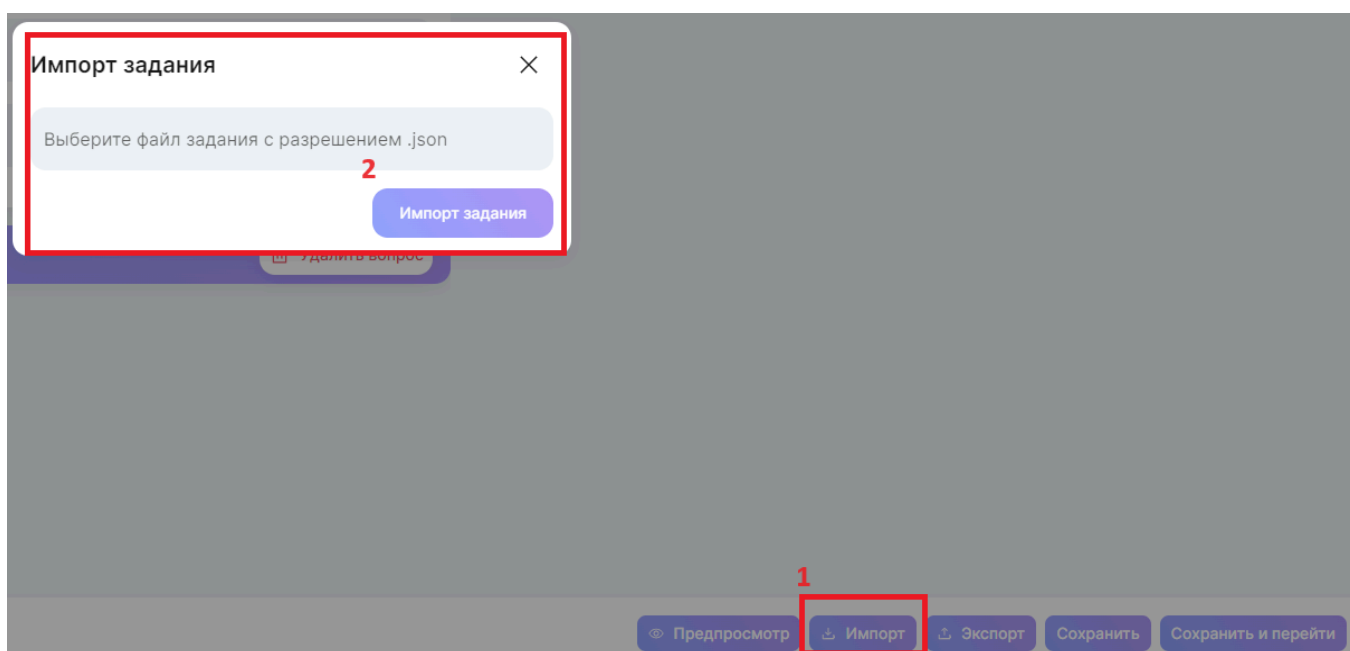 Импорт задания
Выберите файл задания с разрешением .json
2
Импорт задания
Удалить вопрос
1
Предпросмотр
Импорт
Экспорт
Сохранить
Сохранить и перейти